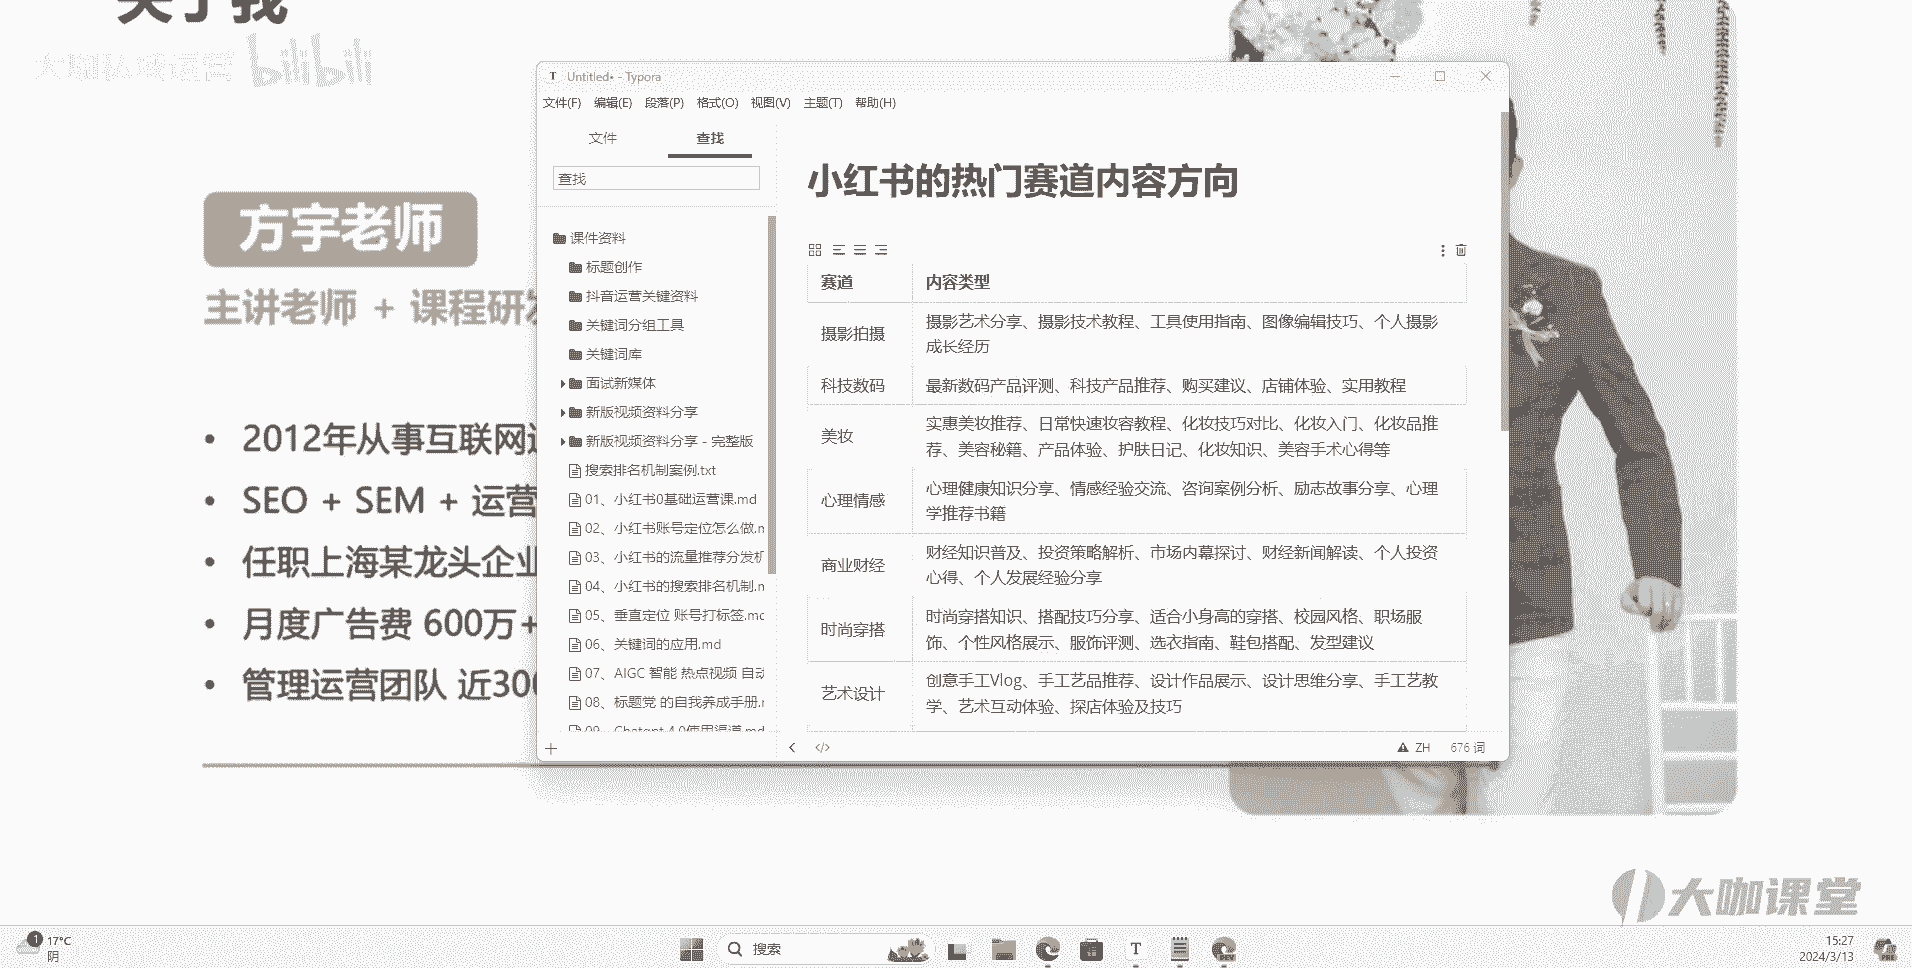 关于我
大咖私域运营 bilibili
方宇老师
主讲老师 + 课程研发
• 2012年从事互联网运
• SEO + SEM + 运营
• 任职上海某龙头企业
• 月度广告费 600万+
• 管理运营团队 近300
T Untitled• - Typora
文件(F) 编辑(E) 段落(P) 格式(O) 视图(V) 主题(T) 帮助(H)
文件 查找
查找
课件资料
标题创作
抖音运营关键资料
关键词分组工具
关键词库
面试新媒体
新版视频资料分享
新版视频资料分享 - 完整版
搜索排名机制案例.txt
01、小红书0基础运营课.md
02、小红书账号定位怎么做.m
03、小红书的流量推荐分发机
04、小红书的搜索排名机制.m
05、垂直定位 账号打标签.md
06、关键词的应用.md
07、AIGC 智能 热点视频 自动
08、标题党 的自我养成手册.m
09、Chatgpt 4.0使用渠道.md
小红书的热门赛道内容方向
赛道 内容类型
摄影拍摄 摄影艺术分享、摄影技术教程、工具使用指南、图像编辑技巧、个人摄影
成长经历
科技数码 最新数码产品评测、科技产品推荐、购买建议、店铺体验、实用教程
美妆 实惠美妆推荐、日常快速妆容教程、化妆技巧对比、化妆入门、化妆品推
荐、美容秘籍、产品体验、护肤日记、化妆知识、美容手术心得等
心理情感 心理健康知识分享、情感经验交流、咨询案例分析、励志故事分享、心理
学推荐书籍
商业财经 财经知识普及、投资策略解析、市场内幕探讨、财经新闻解读、个人投资
心得、个人发展经验分享
时尚穿搭 时尚穿搭知识、搭配技巧分享、适合小身高的穿搭、校园风格、职场服
饰、个性风格展示、服饰评测、选衣指南、鞋包搭配、发型建议
艺术设计 创意手工Vlog、手工艺品推荐、设计作品展示、设计思维分享、手工艺教
学、艺术互动体验、探店体验及技巧
ZH 676 词
大咖课堂
1 17°C
阴
搜索
T
DEV
15:27
2024/3/13
PRE